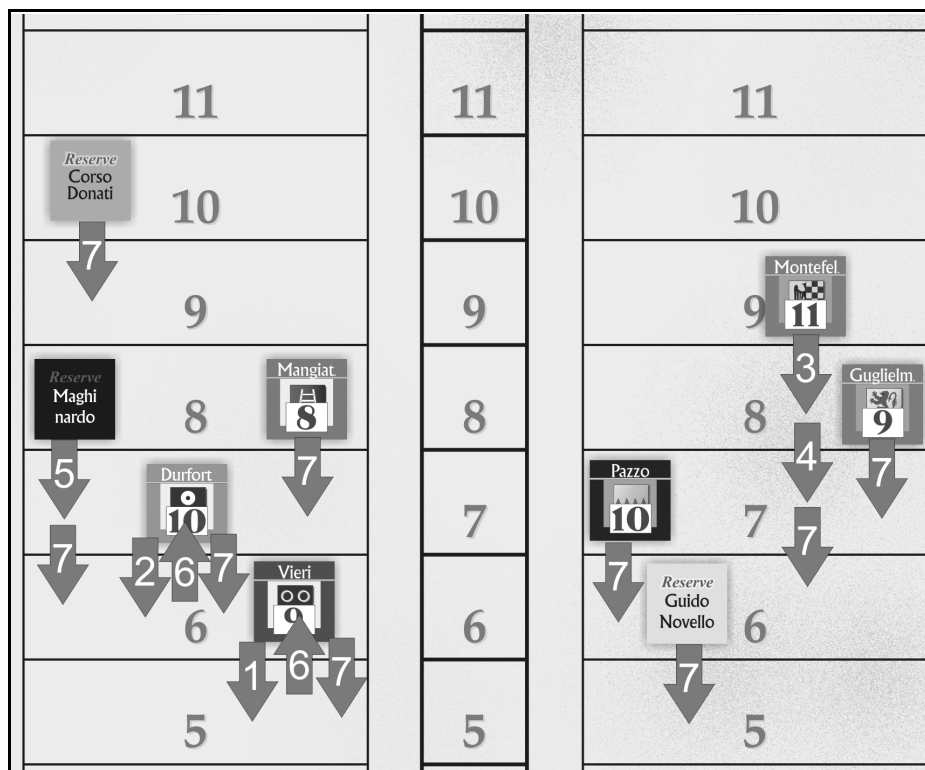 11 11 11
Reserve
Corso
Donati
10 10 10
7
Montefel.
11
9 9 9
3
Reserve
Maghi
nardo
Mangiat.
8
Guglielm.
9
8 8 8
5
7
4
7
Durfort
10
Pazzo
10
7 7
7
7
2
6
7
7
Vieri
9
Reserve
Guido
Novello
6 6 6
1
6
7
7
5 5 5